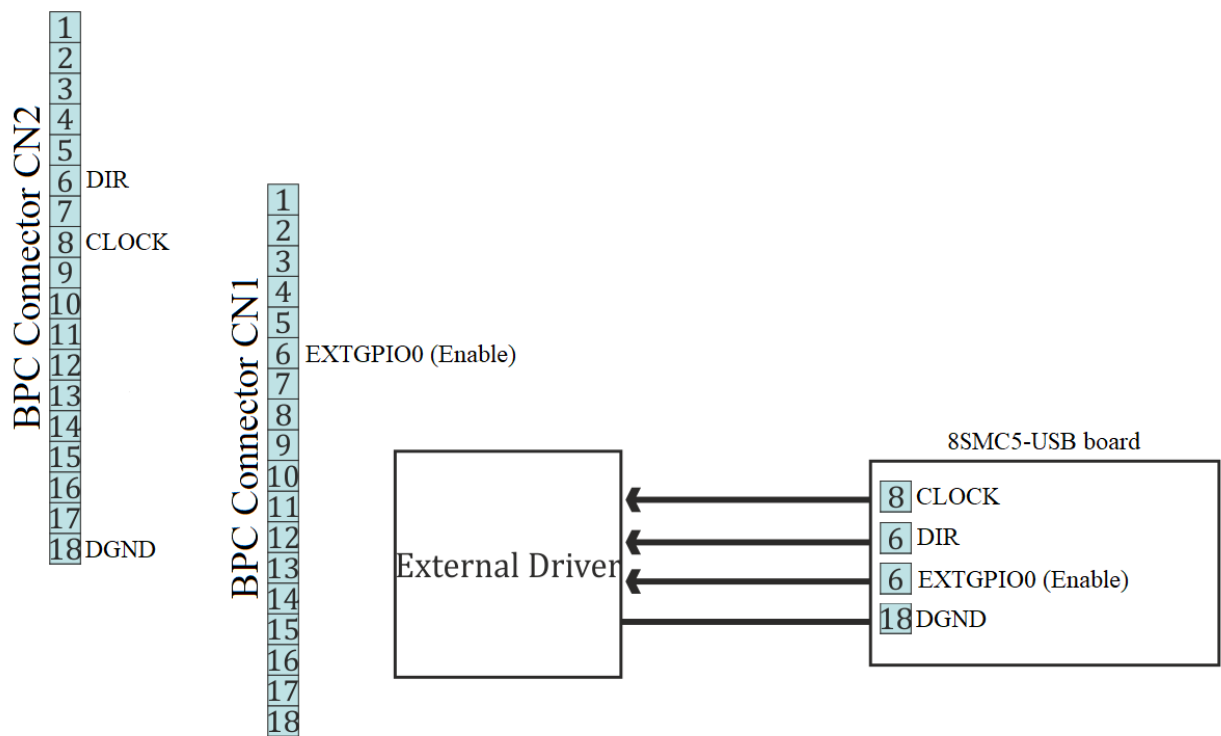 BPC Connector CN2
1
2
3
4
5
6 DIR
7
8 CLOCK
9
10
11
12
13
14
15
16
17
18 DGND
BPC Connector CN1
1
2
3
4
5
6 EXTGPIO0 (Enable)
7
8
9
10
11
12
13
14
15
16
17
18
External Driver
8SMC5-USB board
8 CLOCK
6 DIR
6 EXTGPIO0 (Enable)
18 DGND